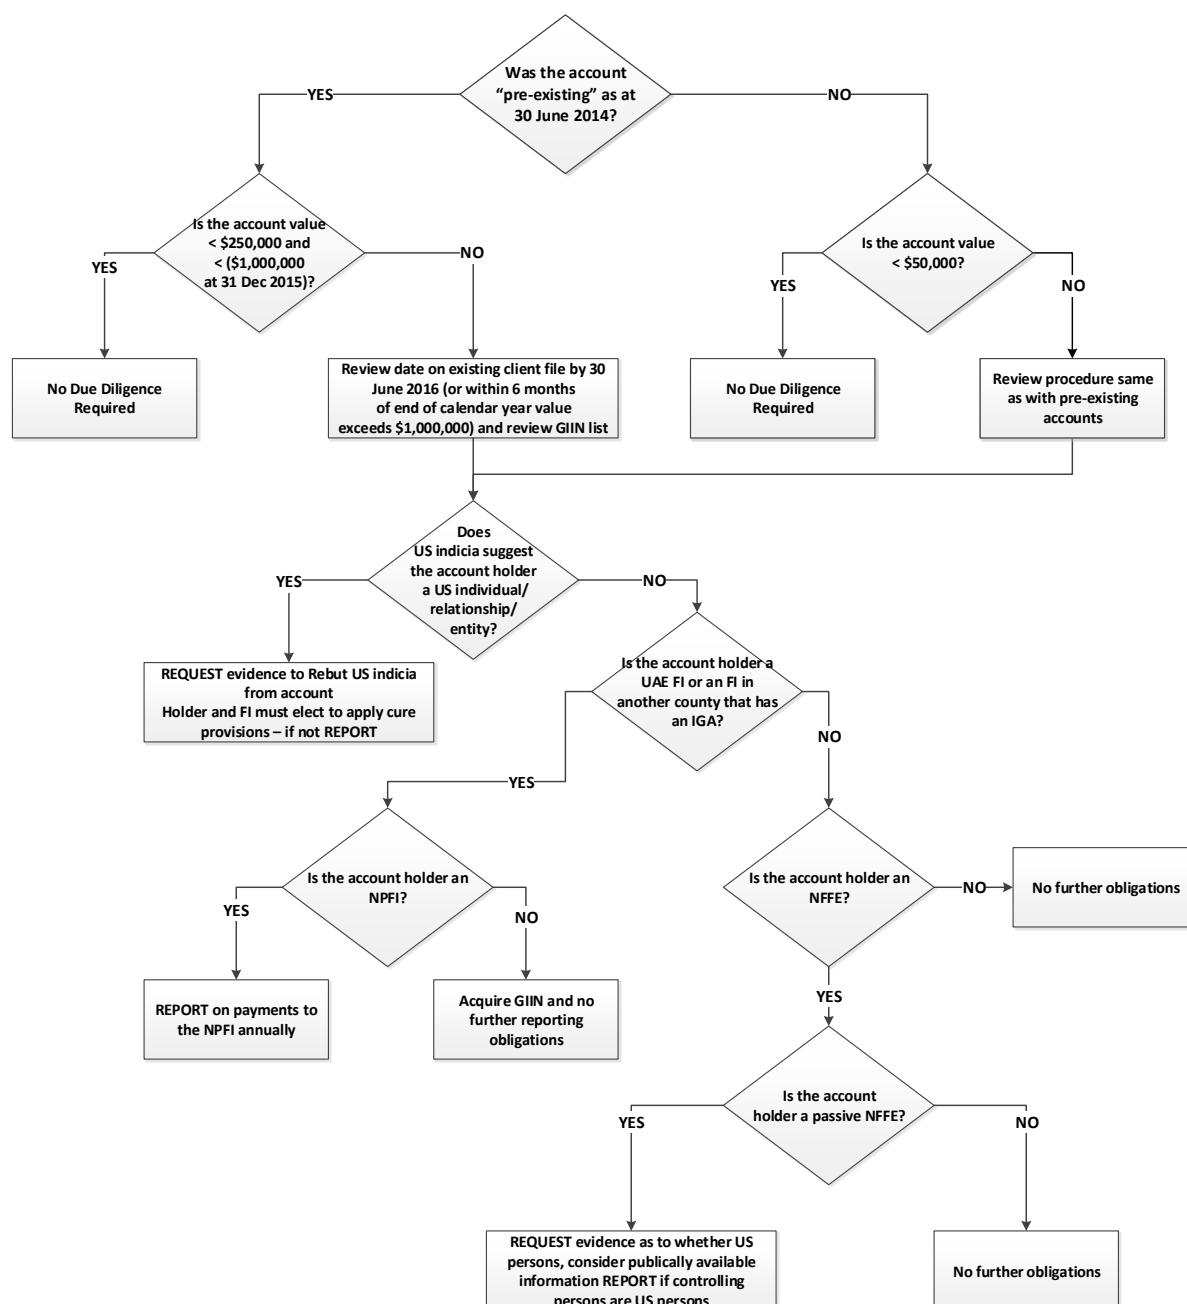 Was the account
“pre-existing” as at
30 June 2014?
YES
NO
Is the account value
< $250,000 and
< ($1,000,000
at 31 Dec 2015)?
Is the account value
< $50,000?
YES
NO
YES
NO
No Due Diligence
Required
Review date on existing client file by 30
June 2016 (or within 6 months
of end of calendar year value
exceeds $1,000,000) and review GIIN list
No Due Diligence
Required
Review procedure same
as with pre-existing
accounts
Does
US indicia suggest
the account holder
a US individual/
relationship/
entity?
YES
NO
REQUEST evidence to Rebut US indicia
from account
Holder and FI must elect to apply cure
provisions – if not REPORT
Is the account holder a
UAE FI or an FI in
another county that has
an IGA?
YES
NO
Is the account holder an
NPFI?
Is the account holder an
NFFE?
NO
No further obligations
YES
NO
REPORT on payments to
the NPFI annually
Acquire GIIN and no
further reporting
obligations
YES
Is the account
holder a passive NFFE?
YES
NO
REQUEST evidence as to whether US
persons, consider publically available
information REPORT if controlling
persons are US persons
No further obligations